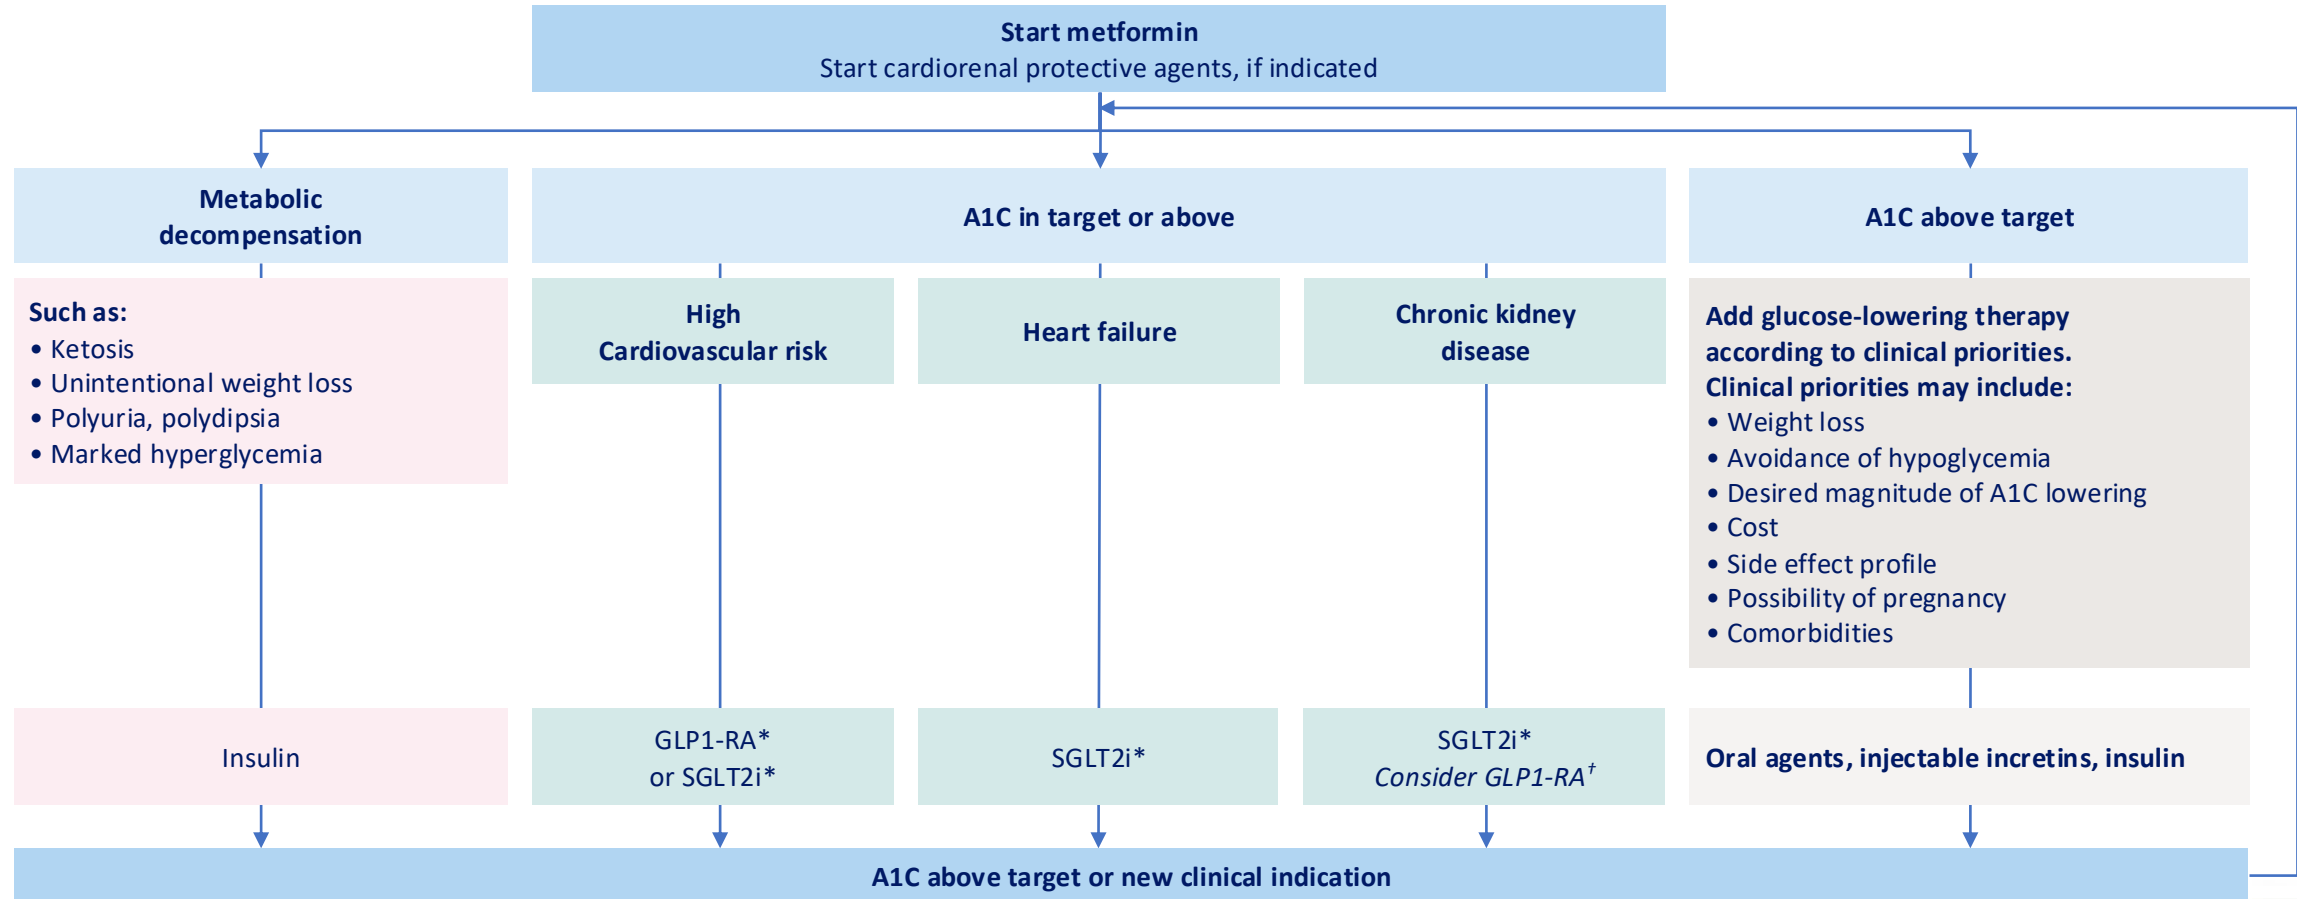 Start metformin
Start cardiorenal protective agents, if indicated
Metabolic
decompensation
A1C in target or above
A1C above target
Such as:
• Ketosis
• Unintentional weight loss
• Polyuria, polydipsia
• Marked hyperglycemia
High
Cardiovascular risk
Heart failure
Chronic kidney
disease
Add glucose-lowering therapy
according to clinical priorities.
Clinical priorities may include:
• Weight loss
• Avoidance of hypoglycemia
• Desired magnitude of A1C lowering
• Cost
• Side effect profile
• Possibility of pregnancy
• Comorbidities
Insulin
GLP1-RA*
or SGLT2i*
SGLT2i*
SGLT2i*
Consider GLP1-RA†
Oral agents, injectable incretins, insulin
A1C above target or new clinical indication